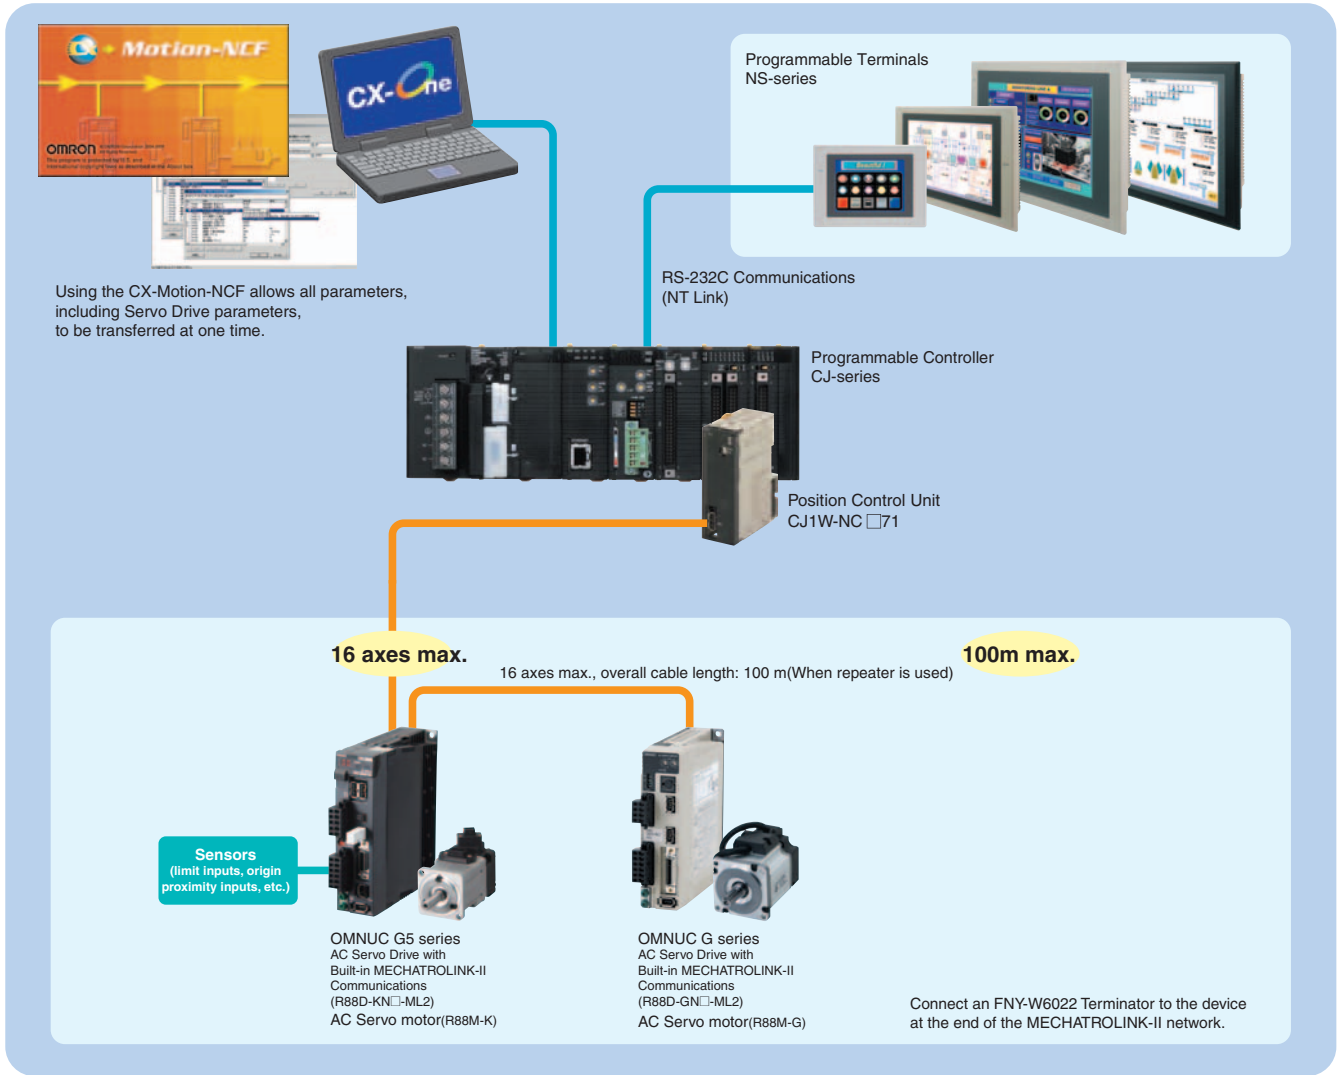 Motion-NCF
OMRON
CX-One
Using the CX-Motion-NCF allows all parameters,
including Servo Drive parameters,
to be transferred at one time.
Programmable Terminals
NS-series
Beautiful !
RS-232C Communications
(NT Link)
Programmable Controller
CJ-series
Position Control Unit
CJ1W-NC □71
16 axes max.
16 axes max., overall cable length: 100 m(When repeater is used)
100m max.
Sensors
(limit inputs, origin
proximity inputs, etc.)
OMNUC G5 series
AC Servo Drive with
Built-in MECHATROLINK-II
Communications
(R88D-KN□-ML2)
AC Servo motor(R88M-K)
OMNUC G series
AC Servo Drive with
Built-in MECHATROLINK-II
Communications
(R88D-GN□-ML2)
AC Servo motor(R88M-G)
Connect an FNY-W6022 Terminator to the device
at the end of the MECHATROLINK-II network.